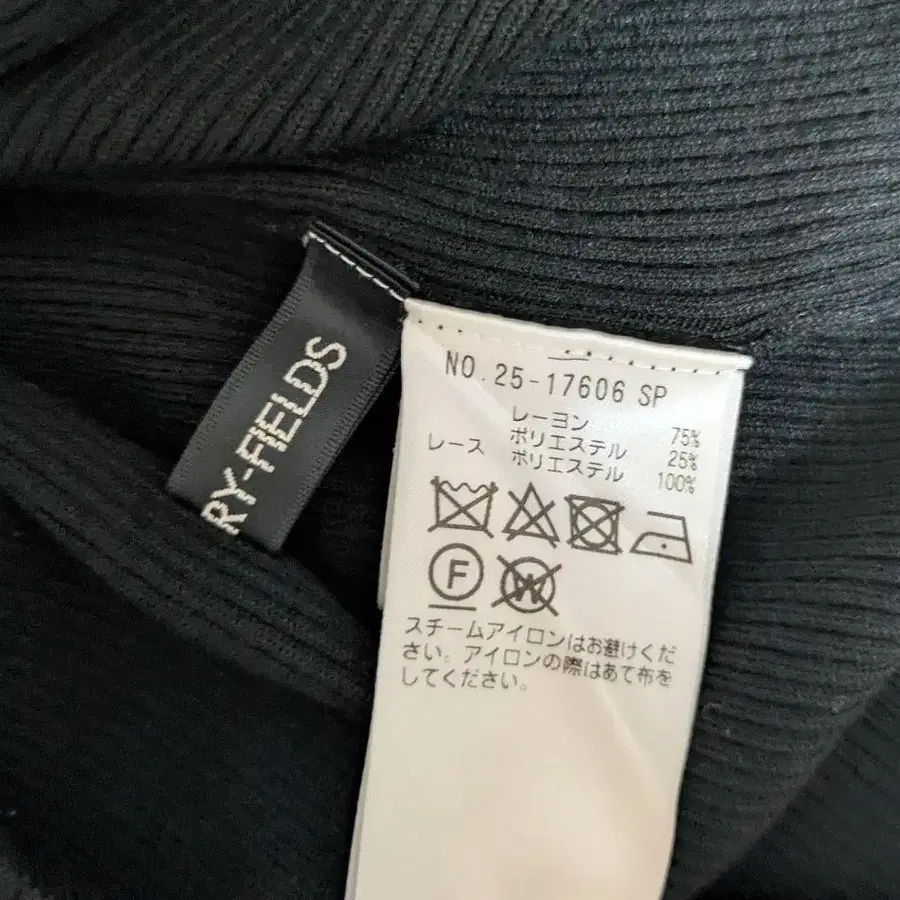 RY-FIELDS
NO.25-17606 SP
レーヨン 75%
ポリエステル 25%
レース ポリエステル 100%
F
W
スチームアイロンはお避けくだ
さい。アイロンの際はあて布を
してください。